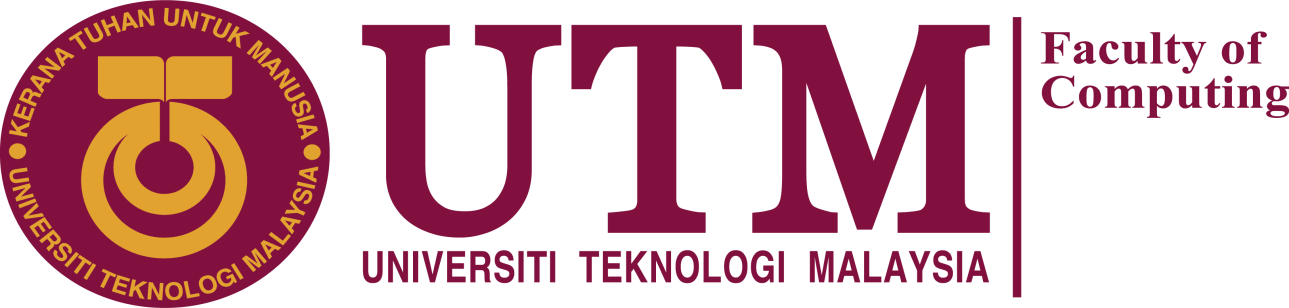 KERANA TUHAN UNTUK MANUSIA
UNIVERSITI TEKNOLOGI MALAYSIA
UTM
UNIVERSITI TEKNOLOGI MALAYSIA
Faculty of
Computing